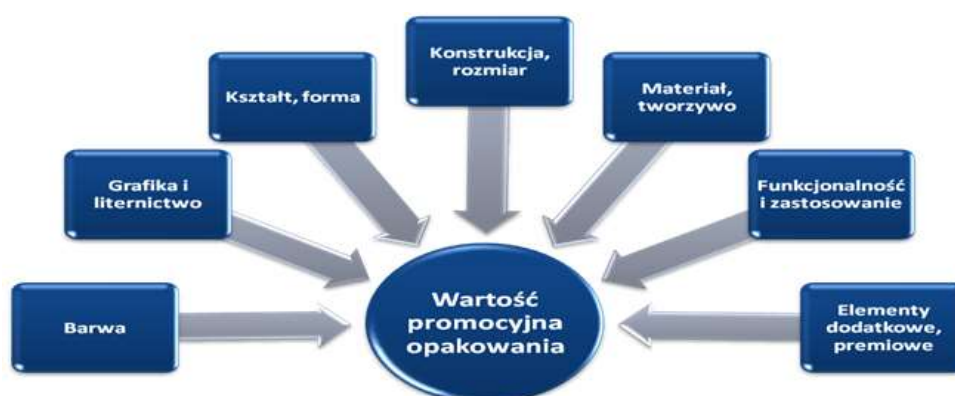 Barwa
Grafika i
liternictwo
Kształt, forma
Konstrukcja,
rozmiar
Materiał,
tworzywo
Funkcjonalność
i zastosowanie
Elementy
dodatkowe,
premiowe
Wartość
promocyjna
opakowania